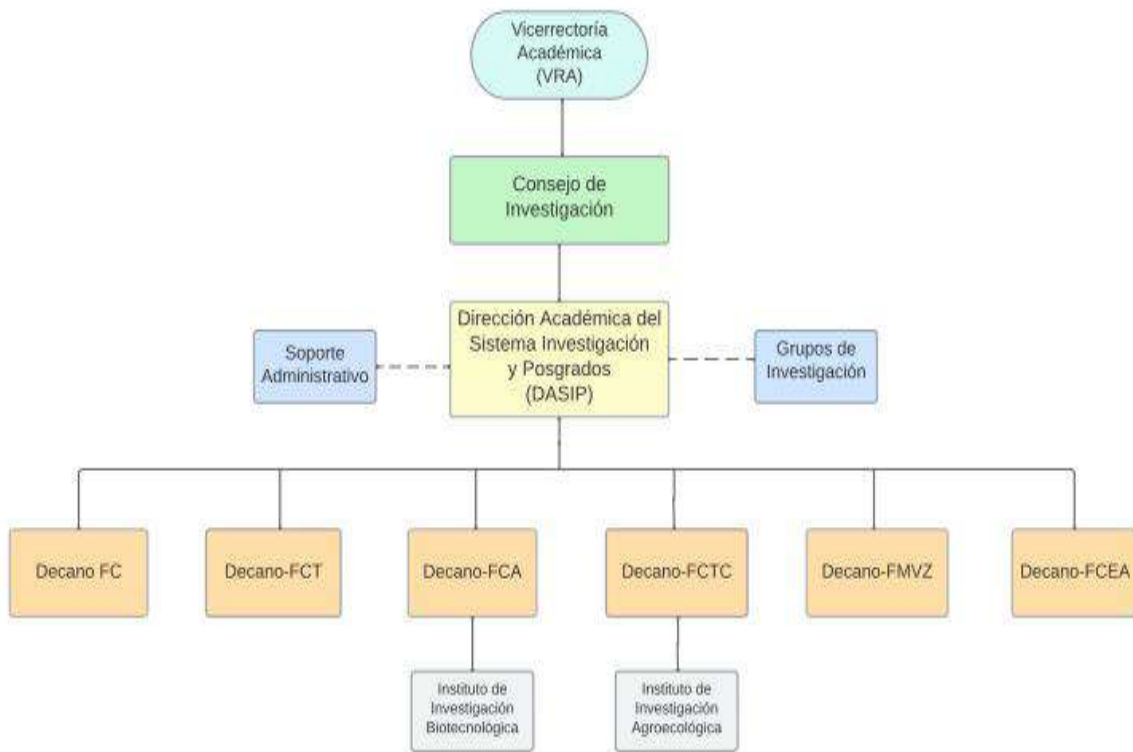 Vicerrectoría
Académica
(VRA)
Consejo de
Investigación
Dirección Académica del
Sistema Investigación
y Posgrados
(DASIP)
Soporte
Administrativo
Grupos de
Investigación
Decano FC
Decano-FCT
Decano-FCA
Decano-FCTC
Decano-FMVZ
Decano-FCEA
Instituto de
Investigación
Biotecnológica
Instituto de
Investigación
Agroecológica